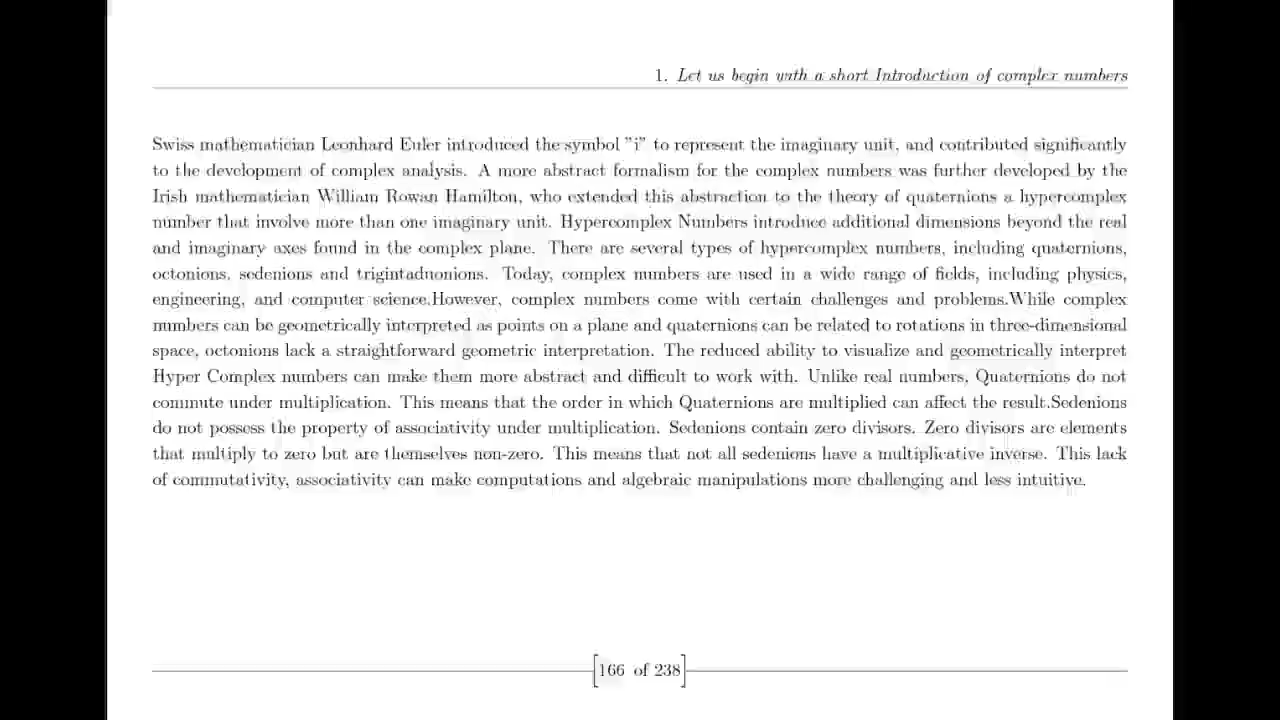 1. Let us begin with a short Introduction of complex numbers
Swiss mathematician Leonhard Euler introduced the symbol "i" to represent the imaginary unit, and contributed significantly
to the development of complex analysis. A more abstract formalism for the complex numbers was further developed by the
Irish mathematician William Rowan Hamilton, who extended this abstraction to the theory of quaternions a hypercomplex
number that involve more than one imaginary unit. Hypercomplex Numbers introduce additional dimensions beyond the real
and imaginary axes found in the complex plane. There are several types of hypercomplex numbers, including quaternions,
octonions, sedenions and trigintaduonions. Today, complex numbers are used in a wide range of fields, including physics,
engineering, and computer science.However, complex numbers come with certain challenges and problems.While complex
numbers can be geometrically interpreted as points on a plane and quaternions can be related to rotations in three-dimensional
space, octonions lack a straightforward geometric interpretation. The reduced ability to visualize and geometrically interpret
Hyper Complex numbers can make them more abstract and difficult to work with. Unlike real numbers, Quaternions do not
commute under multiplication. This means that the order in which Quaternions are multiplied can affect the result.Sedenions
do not possess the property of associativity under multiplication. Sedenions contain zero divisors. Zero divisors are elements
that multiply to zero but are themselves non-zero. This means that not all sedenions have a multiplicative inverse. This lack
of commutativity, associativity can make computations and algebraic manipulations more challenging and less intuitive.
166 of 238